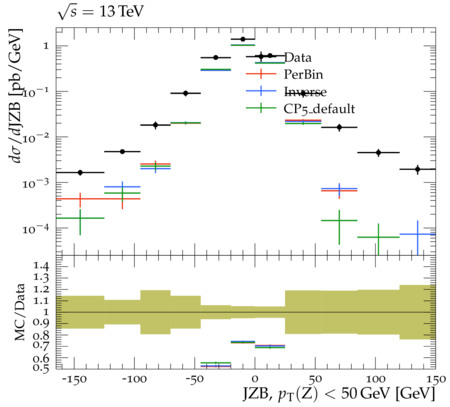 √s = 13 TeV
dσ/dJZB [pb/GeV]
1
10⁻¹
10⁻²
10⁻³
10⁻⁴
Data
PerBin
Inverse
CP5_default
MC/Data
1.4
1.3
1.2
1.1
1
0.9
0.8
0.7
0.6
0.5
-150 -100 -50 0 50 100 150
JZB, p_T(Z) < 50 GeV [GeV]